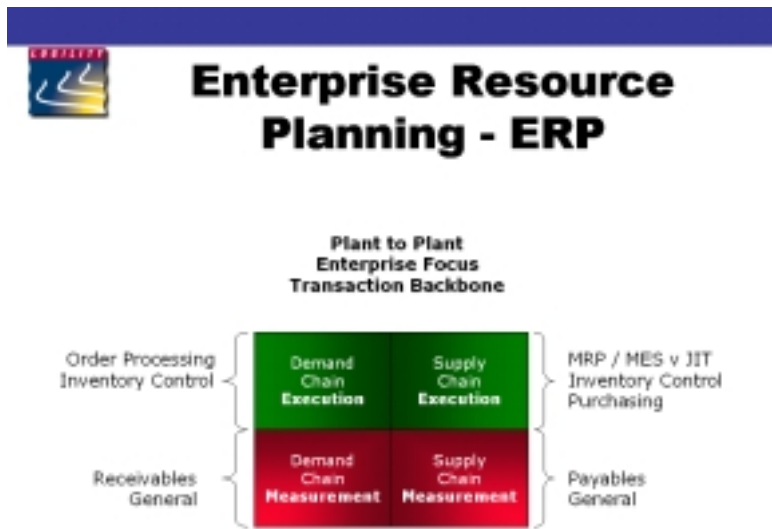 LOGILITY
Enterprise Resource
Planning - ERP
Plant to Plant
Enterprise Focus
Transaction Backbone
Order Processing
Inventory Control
Demand
Chain
Execution
Supply
Chain
Execution
MRP / MES v JIT
Inventory Control
Purchasing
Receivables
General
Demand
Chain
Measurement
Supply
Chain
Measurement
Payables
General